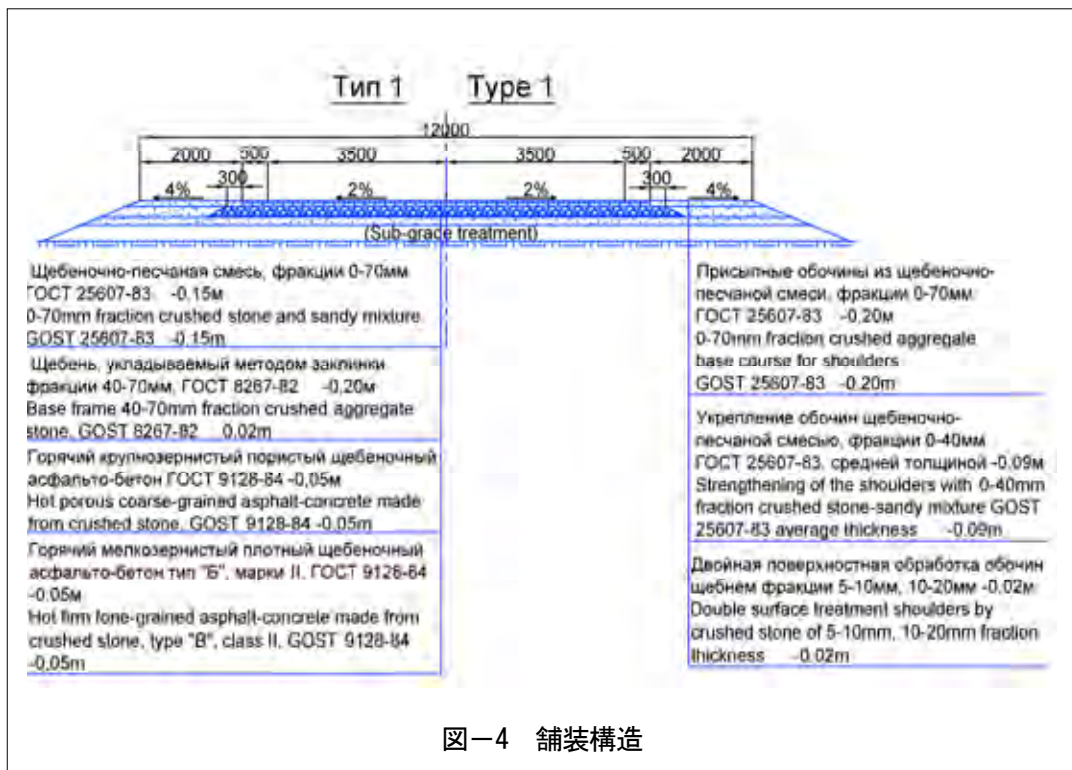 Тип 1 Type 1
12000
2000 500 3500 3500 500 2000
300 300
4% 2% 2% 4%
(Sub-grade treatment)
Щебеночно-песчаная смесь, фракции 0-70мм
ГОСТ 25607-83 -0,15м
0-70mm fraction crushed stone and sandy mixture
GOST 25607-83 -0,15m
Щебень, укладываемый методом заклинки
фракции 40-70мм, ГОСТ 8267-82 -0,20м
Base frame 40-70mm fraction crushed aggregate
stone, GOST 8267-82 0.02m
Горячий крупнозернистый пористый щебеночный
асфальто-бетон ГОСТ 9128-84 -0,05м
Hot porous coarse-grained asphalt-concrete made
from crushed stone, GOST 9128-84 -0.05m
Горячий мелкозернистый плотный щебеночный
асфальто-бетон тип "Б", марки II, ГОСТ 9128-84
-0.05м
Hot firm fone-grained asphalt-concrete made from
crushed slone, type "B", class II, GOST 9128-84
-0,05m
Присыпные обочины из щебеночно-
песчаной смеси, фракции 0-70мм
ГОСТ 25607-83 -0,20м
0-70mm fraction crushed aggregate
base course for shoulders
GOST 25607-83 -0.20m
Укрепление обочин щебеночно-
песчаной смесью, фракции 0-40мм
ГОСТ 25607-83, средней толщиной -0.09м
Strengthening of the shoulders with 0-40mm
fraction crushed stone-sandy mixture GOST
25607-83 average thickness -0.09m
Двойная поверхностная обработка обочин
щебнем фракции 5-10мм, 10-20мм -0.02м
Double surface treatment shoulders by
crushed stone of 5-10mm, 10-20mm fraction
thickness -0.02m
図－4 舗装構造